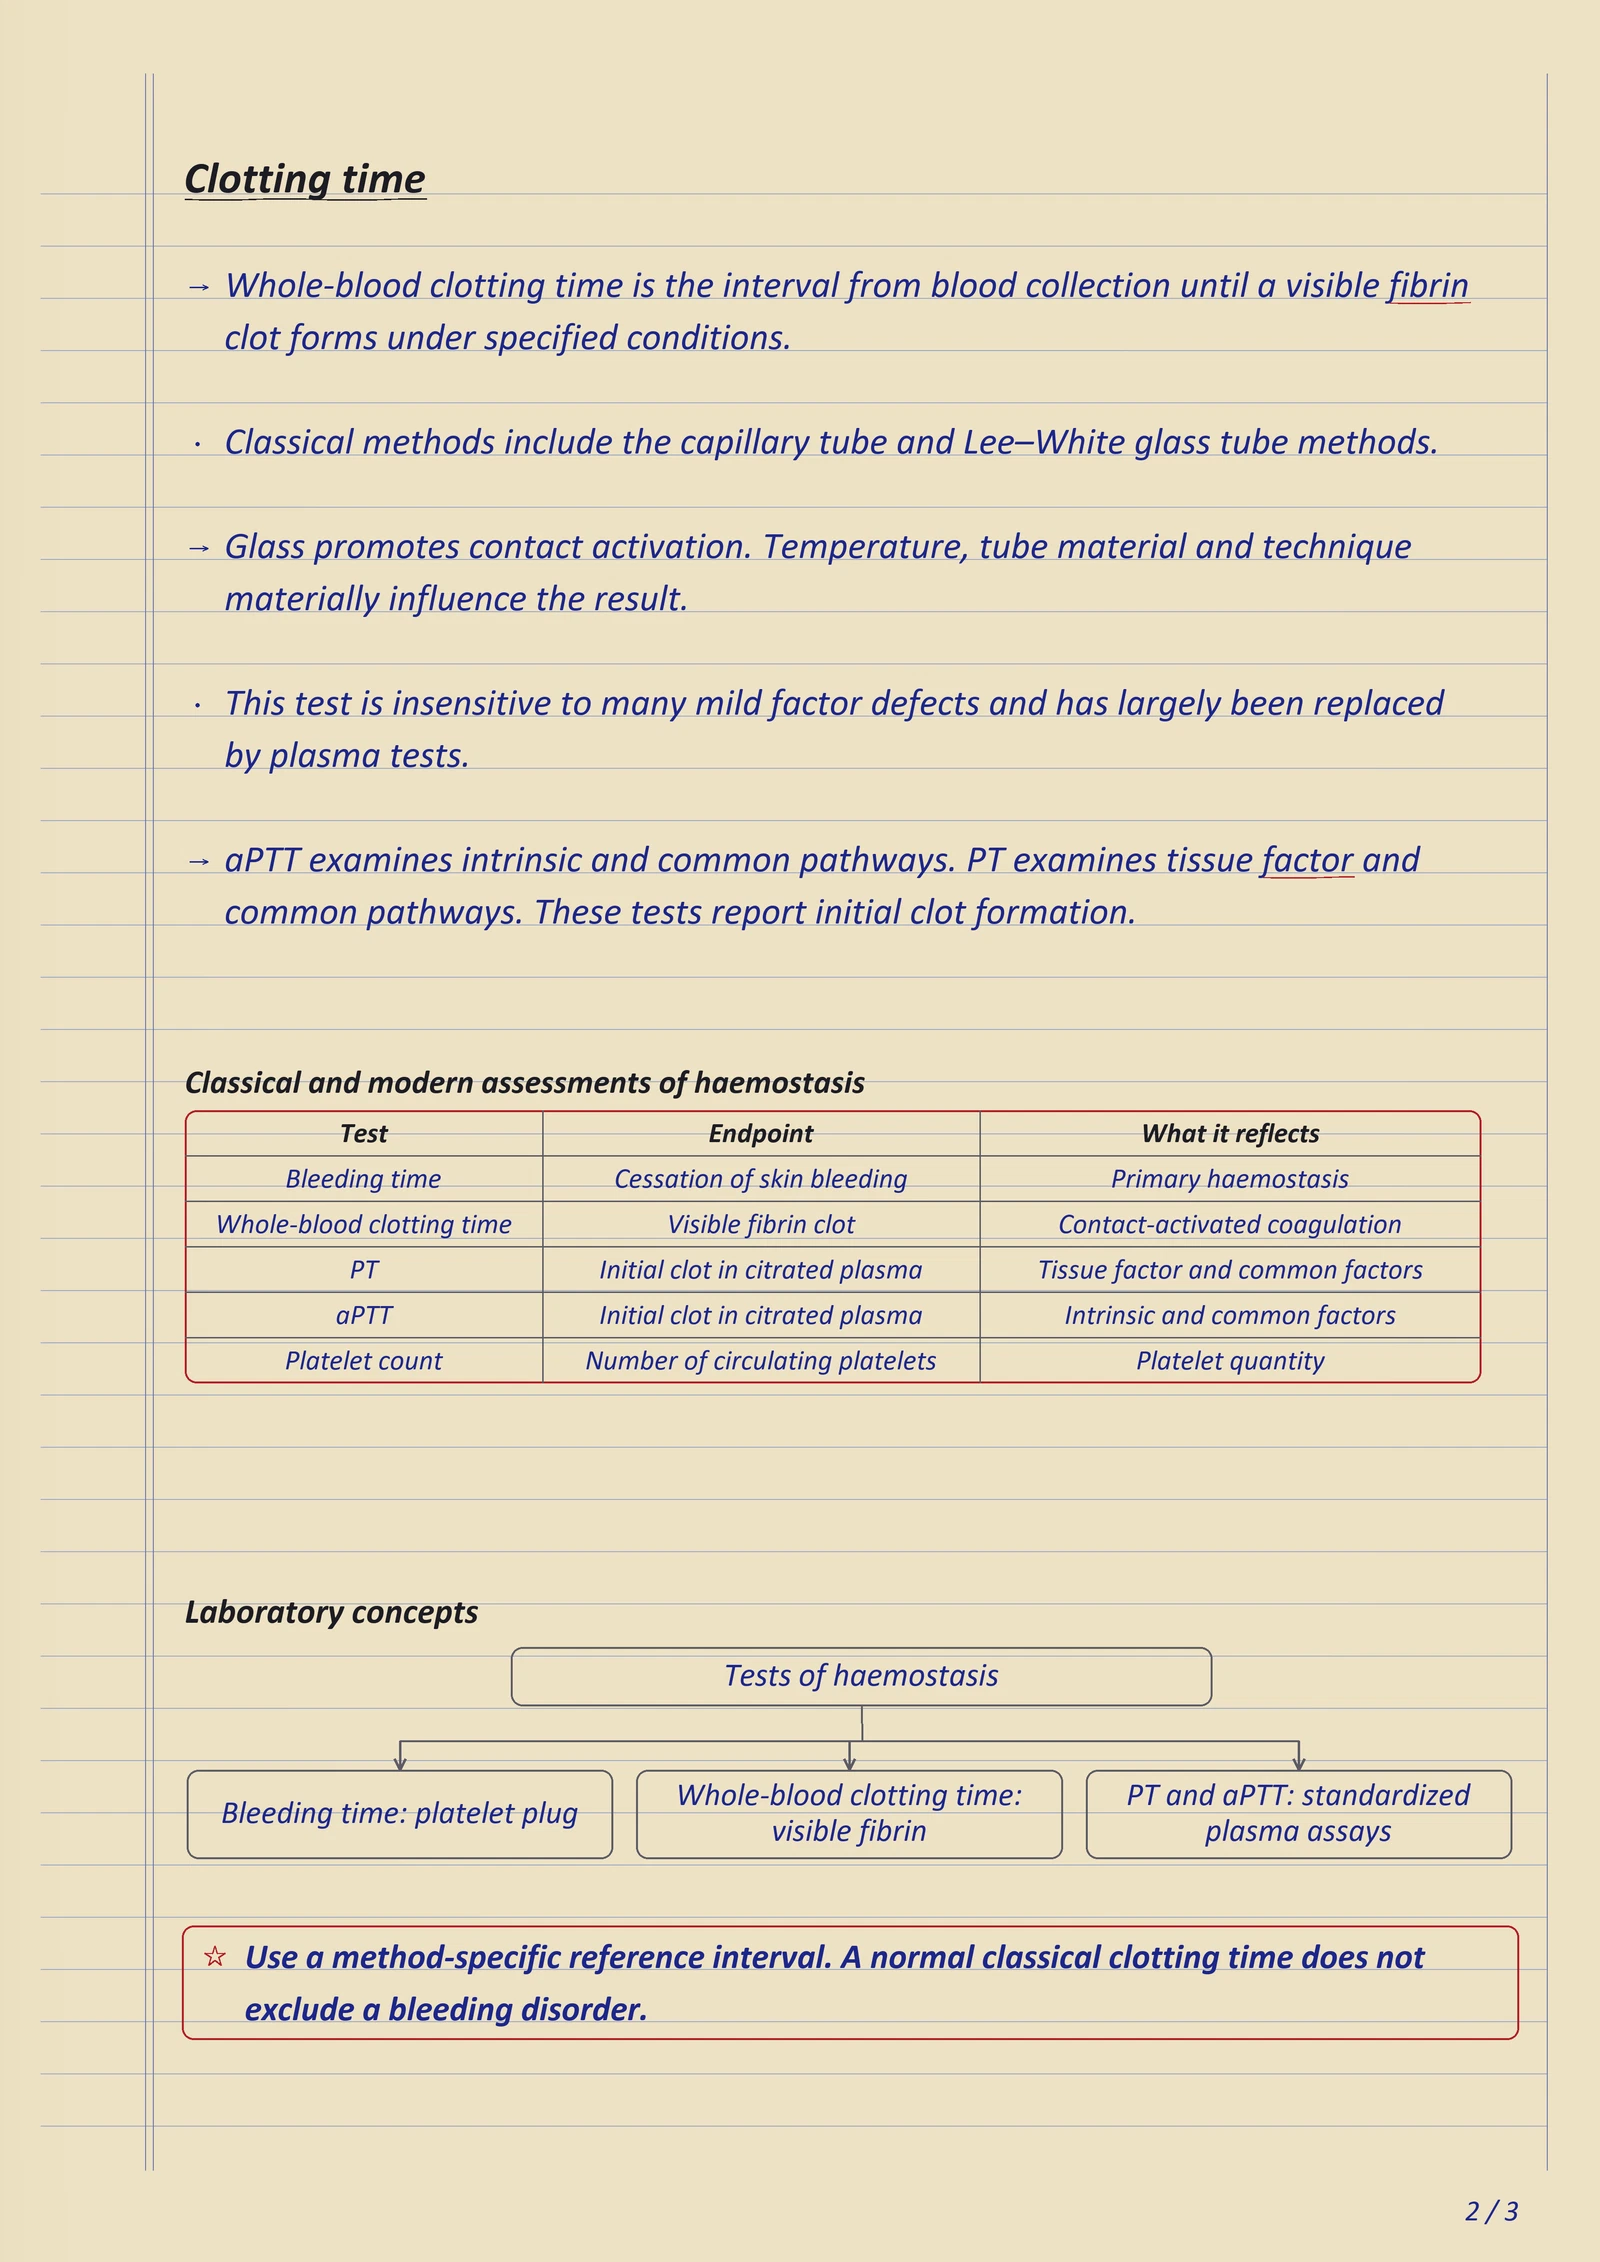 Clotting time
→ Whole-blood clotting time is the interval from blood collection until a visible fibrin
clot forms under specified conditions.
· Classical methods include the capillary tube and Lee–White glass tube methods.
→ Glass promotes contact activation. Temperature, tube material and technique
materially influence the result.
· This test is insensitive to many mild factor defects and has largely been replaced
by plasma tests.
→ aPTT examines intrinsic and common pathways. PT examines tissue factor and
common pathways. These tests report initial clot formation.
Classical and modern assessments of haemostasis
Test Endpoint What it reflects
Bleeding time Cessation of skin bleeding Primary haemostasis
Whole-blood clotting time Visible fibrin clot Contact-activated coagulation
PT Initial clot in citrated plasma Tissue factor and common factors
aPTT Initial clot in citrated plasma Intrinsic and common factors
Platelet count Number of circulating platelets Platelet quantity
Laboratory concepts
Tests of haemostasis
Bleeding time: platelet plug
Whole-blood clotting time:
visible fibrin
PT and aPTT: standardized
plasma assays
☆ Use a method-specific reference interval. A normal classical clotting time does not
exclude a bleeding disorder.
2 / 3